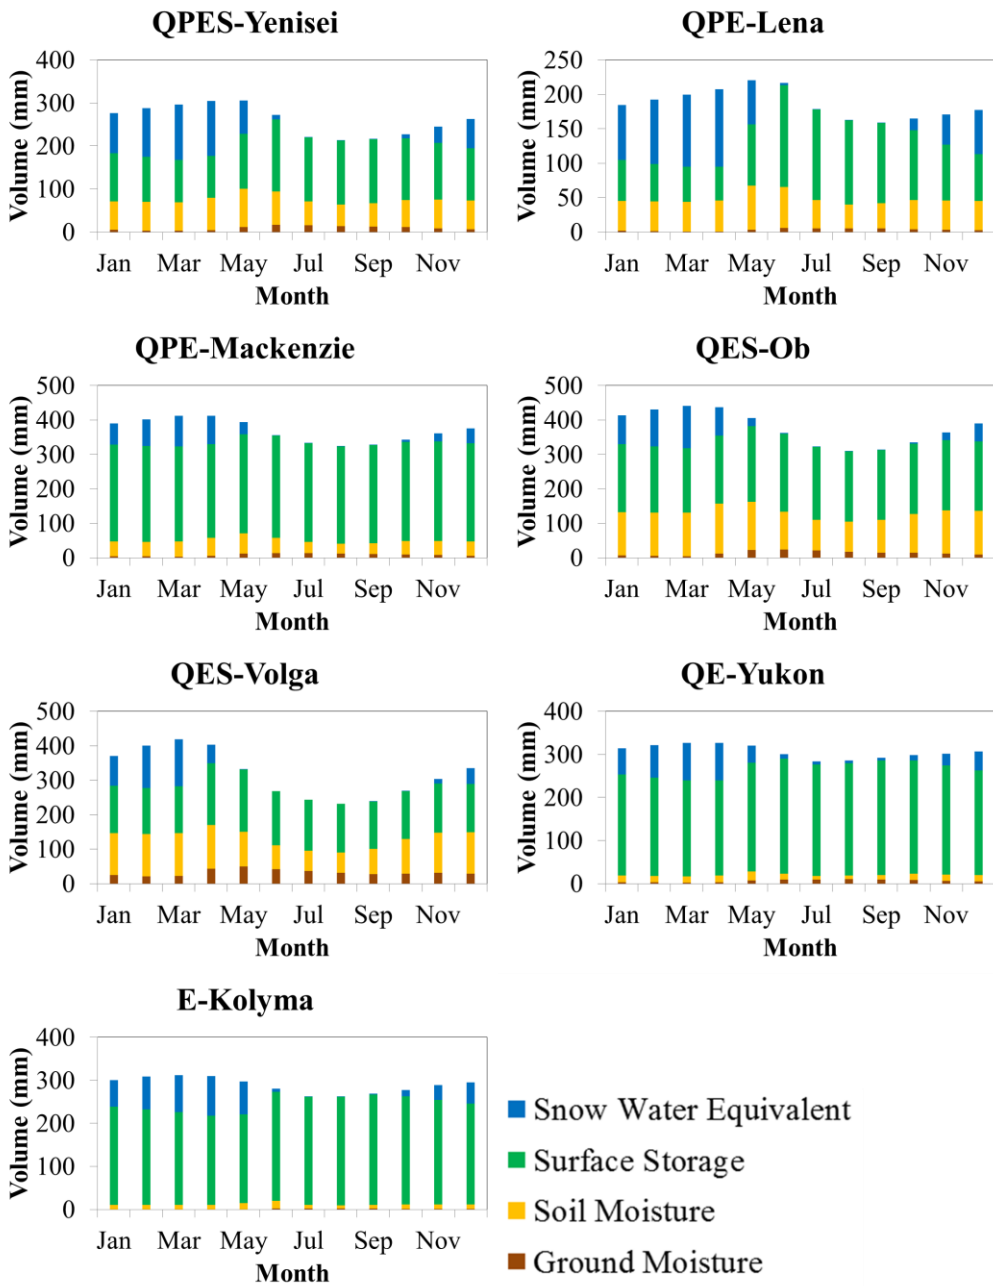 QPES-Yenisei
Volume (mm)
400
300
200
100
0
Jan Mar May Jul Sep Nov
Month
QPE-Lena
Volume (mm)
250
200
150
100
50
0
Jan Mar May Jul Sep Nov
Month
QPE-Mackenzie
Volume (mm)
500
400
300
200
100
0
Jan Mar May Jul Sep Nov
Month
QES-Ob
Volume (mm)
500
400
300
200
100
0
Jan Mar May Jul Sep Nov
Month
QES-Volga
Volume (mm)
500
400
300
200
100
0
Jan Mar May Jul Sep Nov
Month
QE-Yukon
Volume (mm)
400
300
200
100
0
Jan Mar May Jul Sep Nov
Month
E-Kolyma
Volume (mm)
400
300
200
100
0
Jan Mar May Jul Sep Nov
Month
Snow Water Equivalent
Surface Storage
Soil Moisture
Ground Moisture